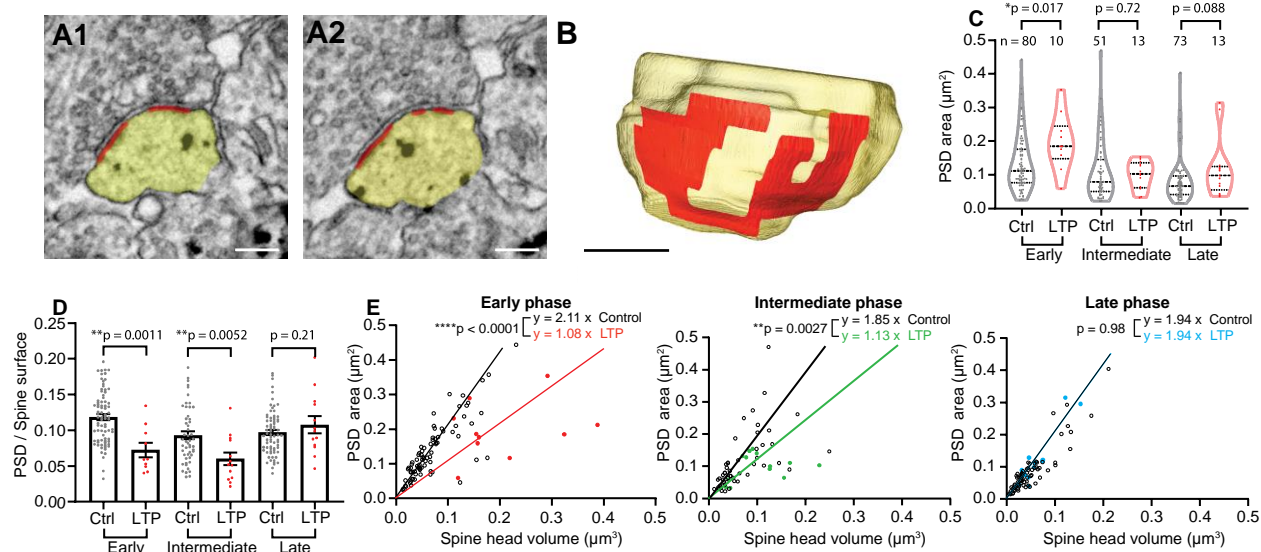 A1
A2
B
C
*p = 0.017
p = 0.72
p = 0.088
n = 80
10
51
13
73
13
PSD area (µm²)
0.5
0.4
0.3
0.2
0.1
0.0
Ctrl LTP Ctrl LTP Ctrl LTP
Early Intermediate Late
D
**p = 0.0011
**p = 0.0052
p = 0.21
PSD / Spine surface
0.25
0.20
0.15
0.10
0.05
0.00
Ctrl LTP Ctrl LTP Ctrl LTP
Early Intermediate Late
E
Early phase
****p < 0.0001
y = 2.11 x Control
y = 1.08 x LTP
PSD area (µm²)
0.5
0.4
0.3
0.2
0.1
0.0
0.0 0.1 0.2 0.3 0.4 0.5
Spine head volume (µm³)
Intermediate phase
**p = 0.0027
y = 1.85 x Control
y = 1.13 x LTP
PSD area (µm²)
0.5
0.4
0.3
0.2
0.1
0.0
0.0 0.1 0.2 0.3 0.4 0.5
Spine head volume (µm³)
Late phase
p = 0.98
y = 1.94 x Control
y = 1.94 x LTP
PSD area (µm²)
0.5
0.4
0.3
0.2
0.1
0.0
0.0 0.1 0.2 0.3 0.4 0.5
Spine head volume (µm³)